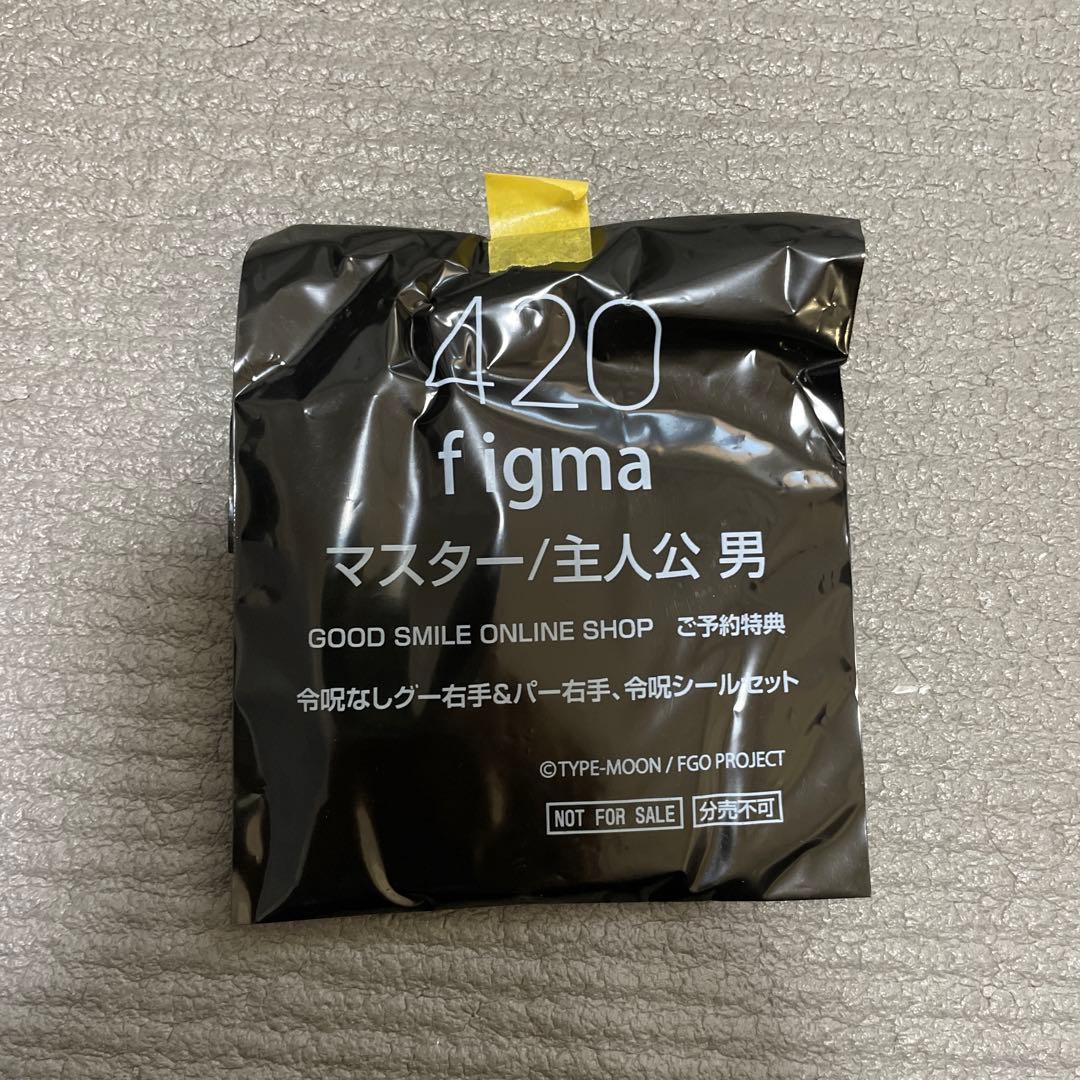 420
figma
マスター/主人公 男
GOOD SMILE ONLINE SHOP ご予約特典
令呪なしグー右手&パー右手、令呪シールセット
©TYPE-MOON / FGO PROJECT
NOT FOR SALE 分売不可